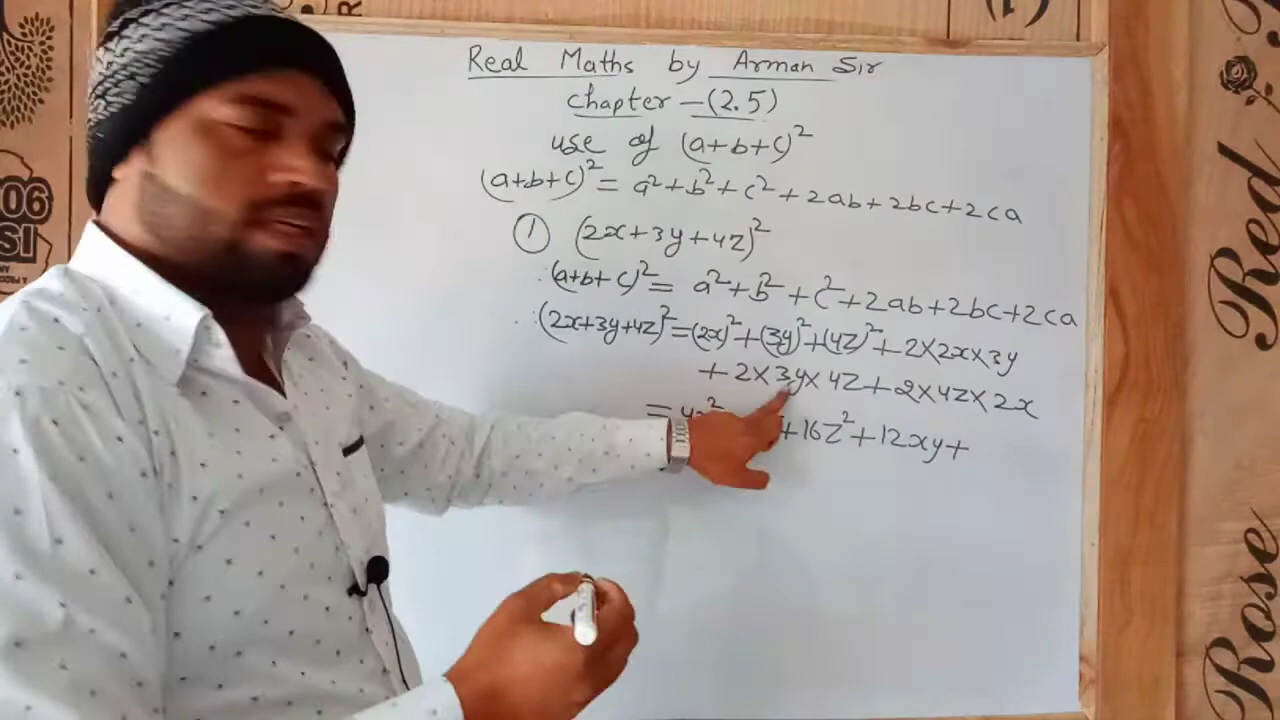 Real Maths by Arman Sir
Chapter – (2.5)
use of (a+b+c)²
(a+b+c)² = a² + b² + c² + 2ab + 2bc + 2ca
① (2x+3y+4z)²
∴ (a+b+c)² = a² + b² + c² + 2ab + 2bc + 2ca
∴ (2x+3y+4z)² = (2x)² + (3y)² + (4z)² + 2×2x×3y
+ 2×3y×4z + 2×4z×2x
= 4x² + 16z² + 12xy +
Red
Rose